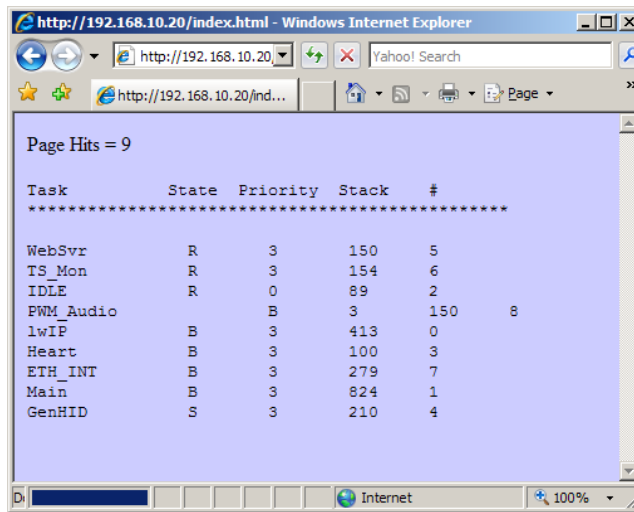 http://192.168.10.20/index.html - Windows Internet Explorer
http://192.168.10.20 Yahoo! Search
http://192.168.10.20/ind... Page
Page Hits = 9
Task State Priority Stack #
************************************************
WebSvr R 3 150 5
TS_Mon R 3 154 6
IDLE R 0 89 2
PWM_Audio B 3 150 8
lwIP B 3 413 0
Heart B 3 100 3
ETH_INT B 3 279 7
Main B 3 824 1
GenHID S 3 210 4
Internet 100%